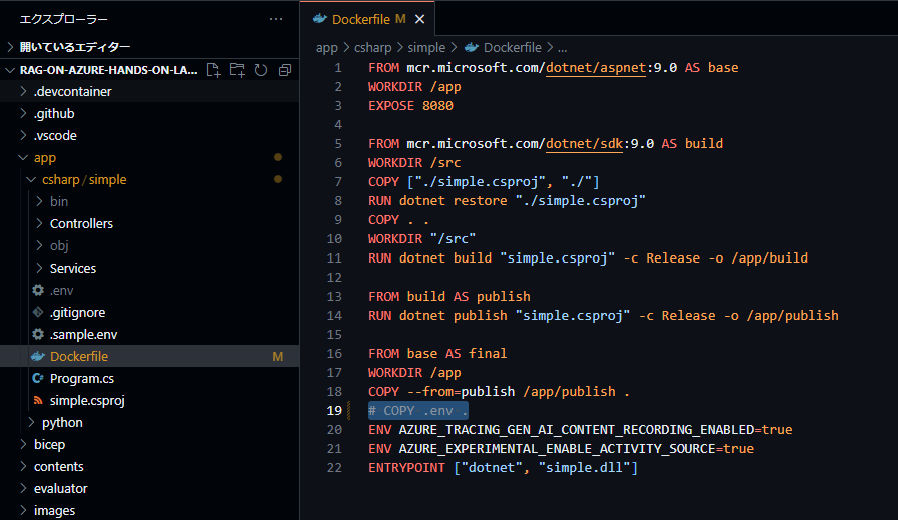 エクスプローラー ···
開いているエディター
RAG-ON-AZURE-HANDS-ON-LA...
.devcontainer
.github
.vscode
app
csharp / simple
bin
Controllers
obj
Services
.env
.gitignore
.sample.env
Dockerfile M
Program.cs
simple.csproj
python
bicep
contents
evaluator
images
Dockerfile M ×
app > csharp > simple > Dockerfile > ...
1 FROM mcr.microsoft.com/dotnet/aspnet:9.0 AS base
2 WORKDIR /app
3 EXPOSE 8080
4
5 FROM mcr.microsoft.com/dotnet/sdk:9.0 AS build
6 WORKDIR /src
7 COPY ["./simple.csproj", "./"]
8 RUN dotnet restore "./simple.csproj"
9 COPY . .
10 WORKDIR "/src"
11 RUN dotnet build "simple.csproj" -c Release -o /app/build
12
13 FROM build AS publish
14 RUN dotnet publish "simple.csproj" -c Release -o /app/publish
15
16 FROM base AS final
17 WORKDIR /app
18 COPY --from=publish /app/publish .
19 # COPY .env .
20 ENV AZURE_TRACING_GEN_AI_CONTENT_RECORDING_ENABLED=true
21 ENV AZURE_EXPERIMENTAL_ENABLE_ACTIVITY_SOURCE=true
22 ENTRYPOINT ["dotnet", "simple.dll"]